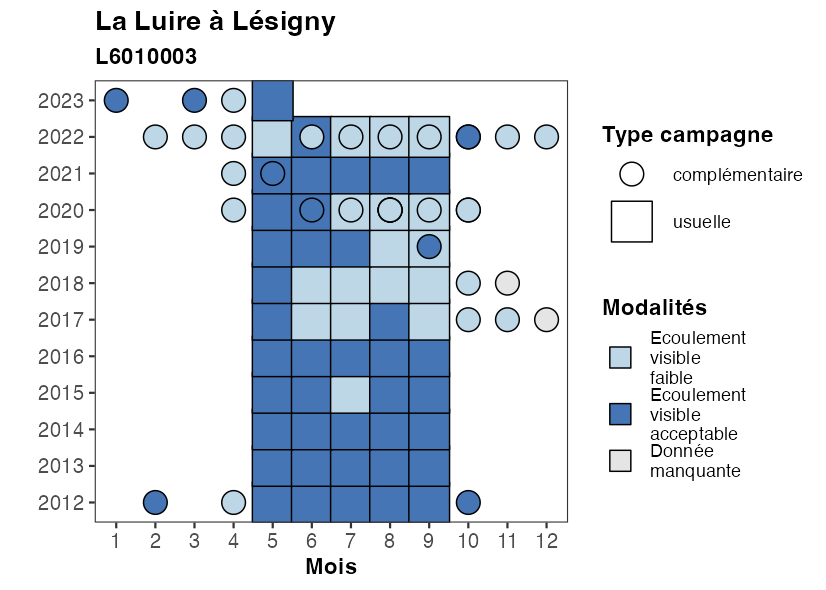 La Luire à Lésigny
L6010003
2023
2022
2021
2020
2019
2018
2017
2016
2015
2014
2013
2012
1 2 3 4 5 6 7 8 9 10 11 12
Mois
Type campagne
complémentaire
usuelle
Modalités
Ecoulement
visible
faible
Ecoulement
visible
acceptable
Donnée
manquante